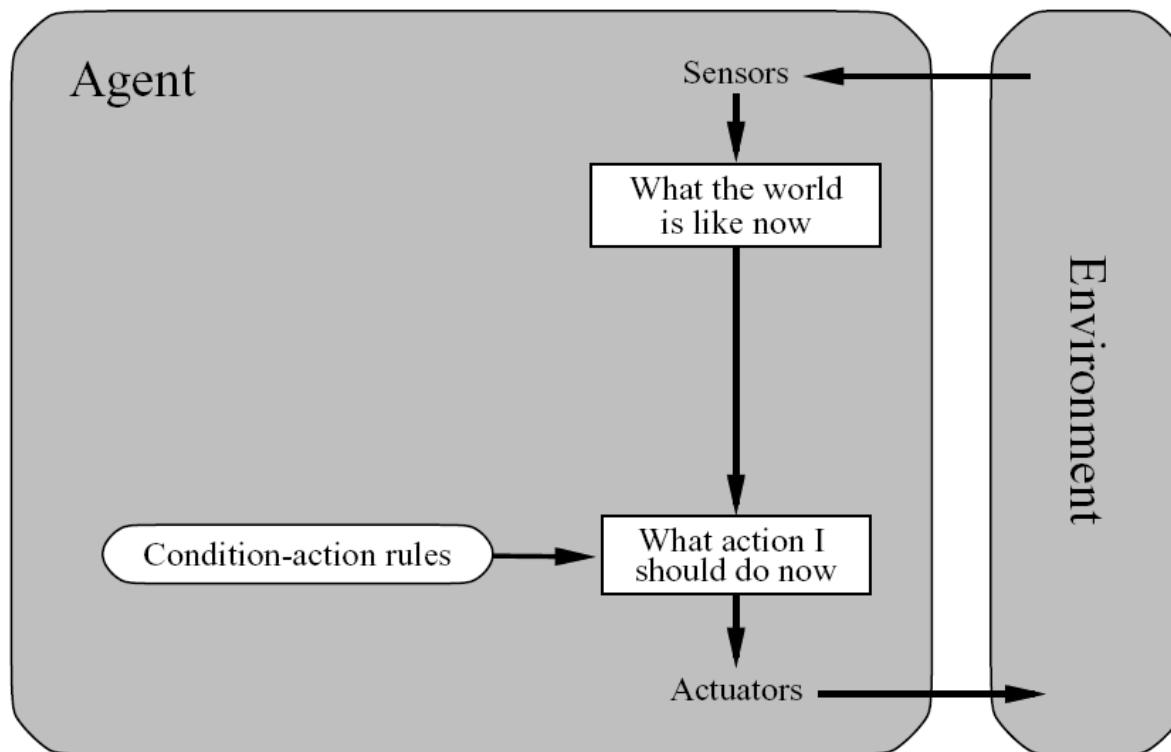 Agent
Sensors
What the world
is like now
Environment
Condition-action rules
What action I
should do now
Actuators